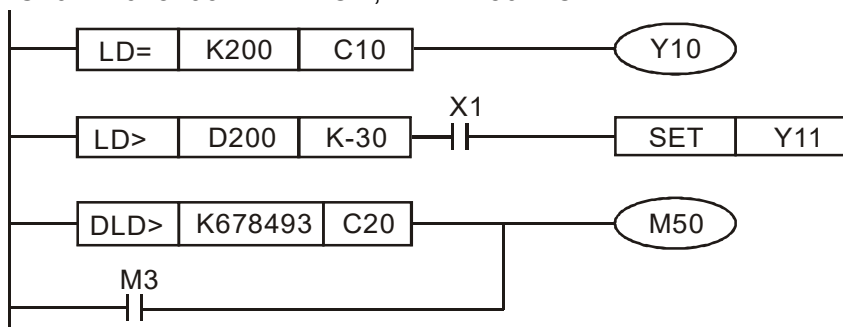 LD= K200 C10 Y10
X1
LD> D200 K-30 SET Y11
DLD> K678493 C20 M50
M3